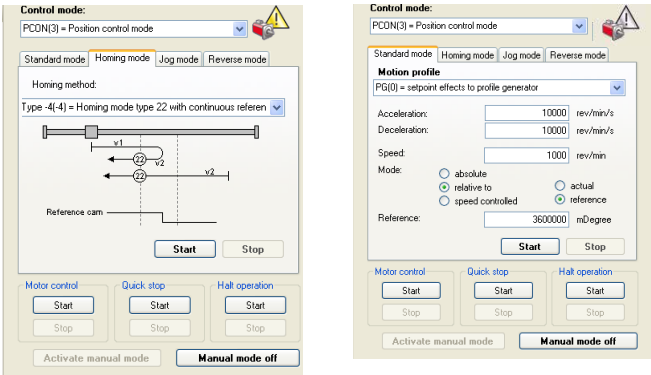 Control mode:
PCON(3) = Position control mode
Standard mode Homing mode Jog mode Reverse mode
Homing method:
Type -4(-4) = Homing mode type 22 with continuous referen
v1
22
v2
22
v2
Reference cam
Start Stop
Motor control Quick stop Halt operation
Start Start Start
Stop Stop Stop
Activate manual mode Manual mode off
Control mode:
PCON(3) = Position control mode
Standard mode Homing mode Jog mode Reverse mode
Motion profile
PG(0) = setpoint effects to profile generator
Acceleration: 10000 rev/min/s
Deceleration: 10000 rev/min/s
Speed: 1000 rev/min
Mode: absolute
relative to actual
speed controlled reference
Reference: 3600000 mDegree
Start Stop
Motor control Quick stop Halt operation
Start Start Start
Stop Stop Stop
Activate manual mode Manual mode off